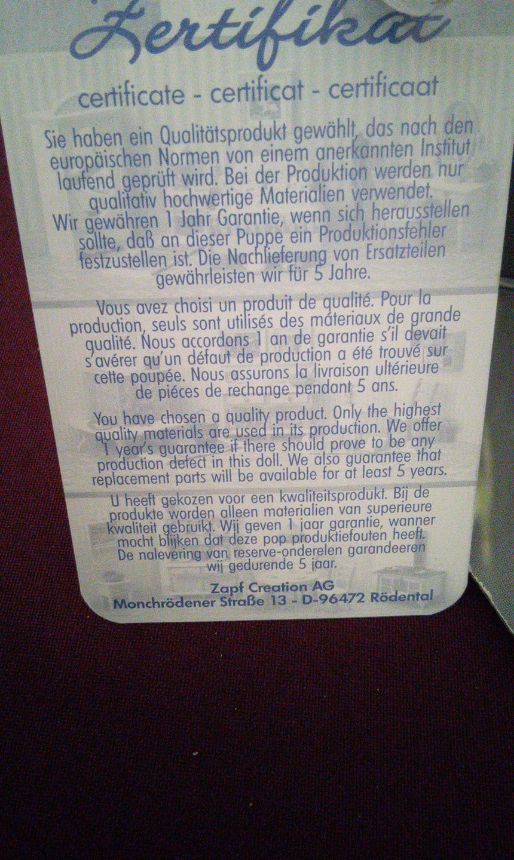 Zertifikat
certificate - certificat - certificaat
Sie haben ein Qualitätsprodukt gewählt, das nach den
europäischen Normen von einem anerkannten Institut
laufend geprüft wird. Bei der Produktion werden nur
qualitativ hochwertige Materialien verwendet.
Wir gewähren 1 Jahr Garantie, wenn sich herausstellen
sollte, daß an dieser Puppe ein Produktionsfehler
festzustellen ist. Die Nachlieferung von Ersatzteilen
gewährleisten wir für 5 Jahre.
Vous avez choisi un produit de qualité. Pour la
production, seuls sont utilisés des máteriaux de grande
qualité. Nous accordons 1 an de garantie s'il devait
s'avérer qu'un défaut de production a été trouvé sur
cette poupée. Nous assurons la livraison ultérieure
de piéces de rechange pendant 5 ans.
You have chosen a quality product. Only the highest
quality materials are used in its production. We offer
1 year's guarantee if there should prove to be any
production defect in this doll. We also guarantee that
replacement parts will be available for at least 5 years.
U heeft gekozen voor een kwaliteitsprodukt. Bij de
produkte worden alleen materialien van superieure
kwaliteit gebruikt. Wij geven 1 jaar garantie, wanner
mocht blijken dat deze pop produktiefouten heeft.
De nalevering van reserve-onderelen garandeeren
wij gedurende 5 jaar.
Zapf Creation AG
Monchrödener Straße 13 - D-96472 Rödental